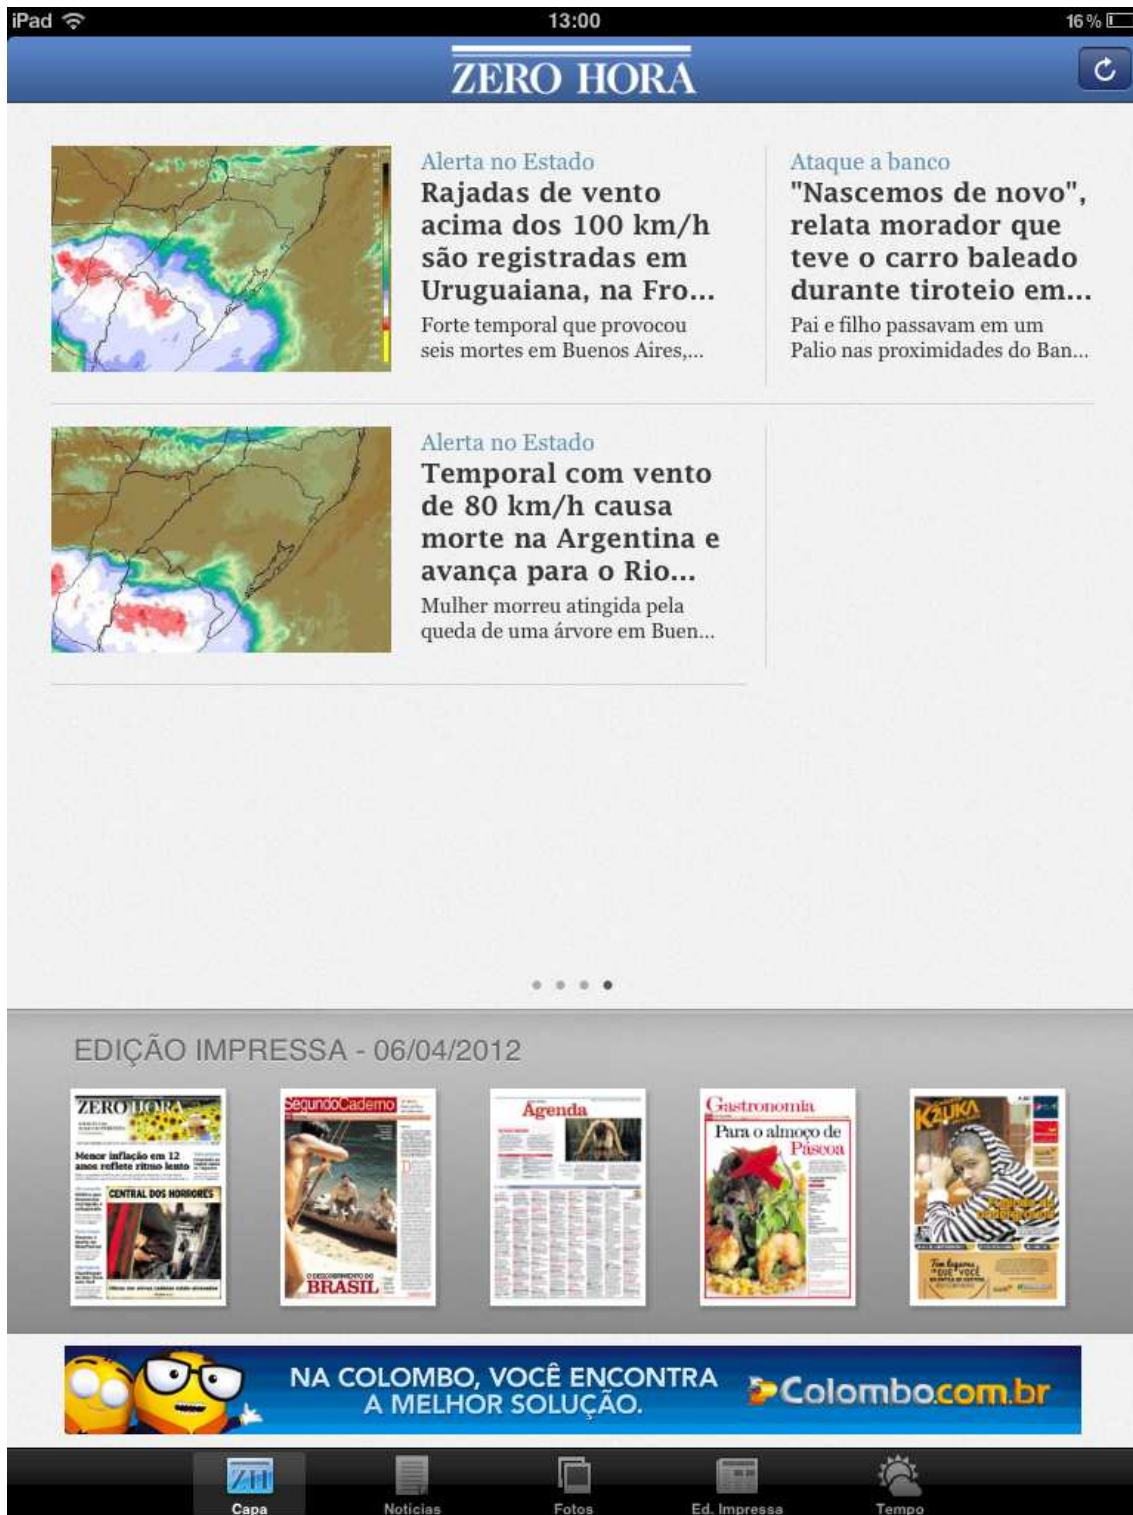 iPad
13:00
16%
ZERO HORA
Alerta no Estado
Rajadas de vento
acima dos 100 km/h
são registradas em
Uruguaiana, na Fro...
Forte temporal que provocou
seis mortes em Buenos Aires,...
Ataque a banco
"Nascemos de novo",
relata morador que
teve o carro baleado
durante tiroteio em...
Pai e filho passavam em um
Palio nas proximidades do Ban...
Alerta no Estado
Temporal com vento
de 80 km/h causa
morte na Argentina e
avança para o Rio...
Mulher morreu atingida pela
queda de uma árvore em Buen...
EDIÇÃO IMPRESSA - 06/04/2012
ZERO HORA
Menor inflação em 12
anos reflete ritmo lento
CENTRAL DOS HORRORES
SegundoCaderno
O DESCOBRIMENTO DO
BRASIL
Agenda
Gastronomia
Para o almoço de
Páscoa
KZUKA
NA COLOMBO, VOCÊ ENCONTRA
A MELHOR SOLUÇÃO.
Colombo.com.br
ZH
Capa
Notícias
Fotos
Ed. Impressa
Tempo